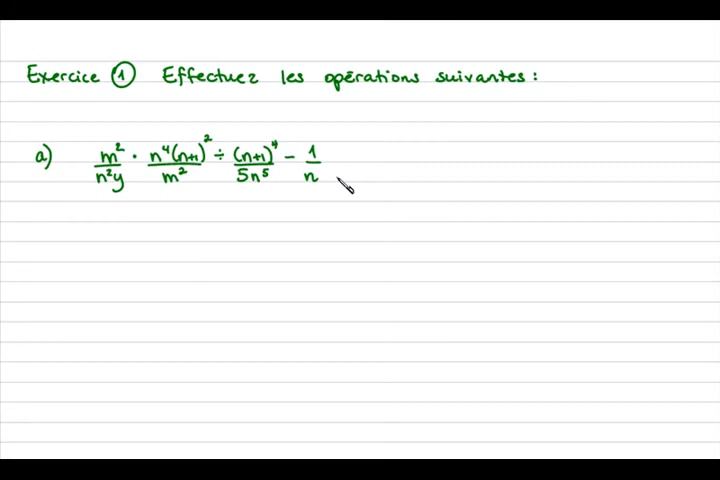 Exercice ① Effectuez les opérations suivantes :
a) m²/n²y · n⁴(n+1)²/m² ÷ (n+1)⁴/5n⁵ − 1/n